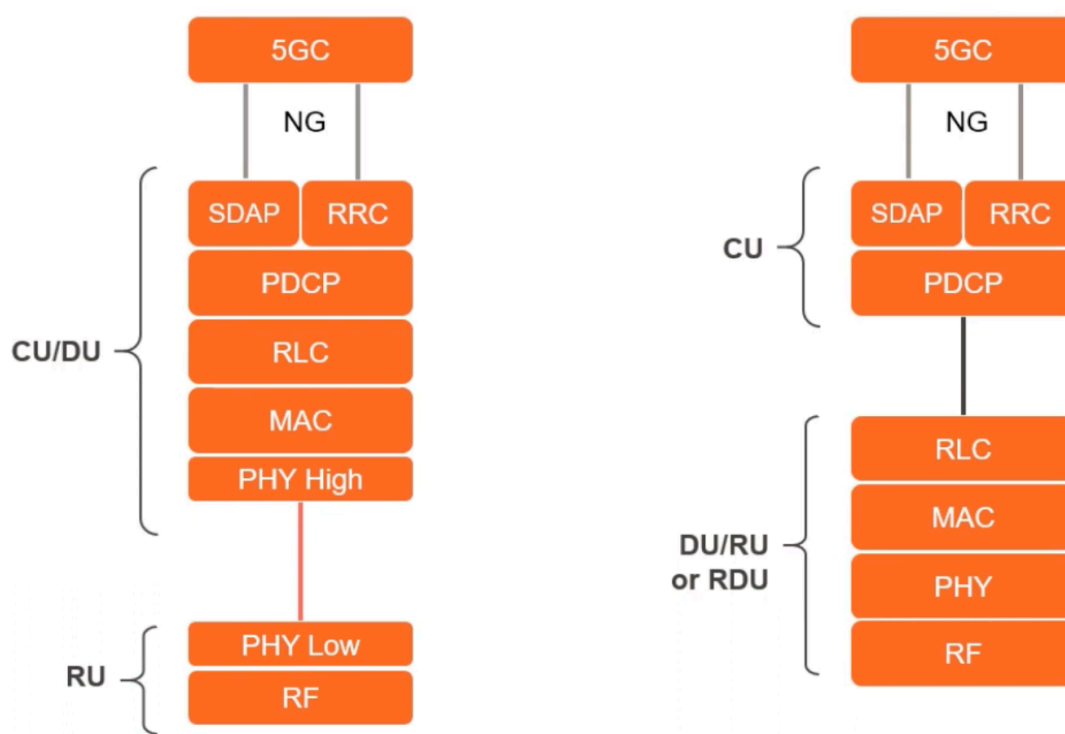 5GC
NG
SDAP
RRC
PDCP
CU/DU
RLC
MAC
PHY High
PHY Low
RU
RF
5GC
NG
SDAP
RRC
CU
PDCP
RLC
MAC
DU/RU
or RDU
PHY
RF